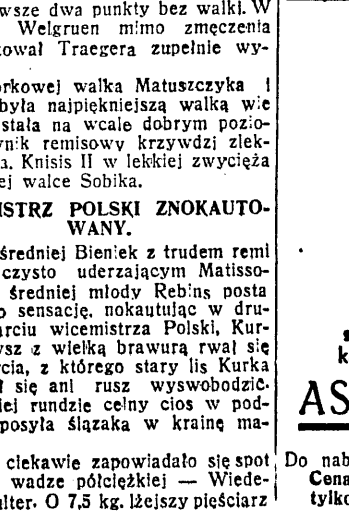 wsze dwa punkty bez walki. W
Welgruen mimo zmęczenia
ował Traegera zupełnie wy-
rkowej walka Matuszczyka i
była najpiękniejszą walką wie
stała na wcale dobrym pozio-
nik remisowy krzywdzi zlek-
a. Knisis II w lekkiej zwycięża
ej walce Sobika.
ISTRZ POLSKI ZNOKAUTO-
WANY.
średniej Bieniek z trudem remi
czysto uderzającym Matisso-
średniej młody Rebins posta
o sensację, nokautując w dru-
arciu wicemistrza Polski, Kur-
ysz z wielką brawurą rwał się
cia, z którego stary lis Kurka
ł się ani rusz wyswobodzić.
iej rundzie celny cios w pod-
posyła ślązaka w krainę ma-
ciekawie zapowiadało się spot
wadze półciężkiej — Wiede-
ulter. O 7,5 kg. lżejszy pięściarz
s
k
AS
Do nab
Cena
tylko